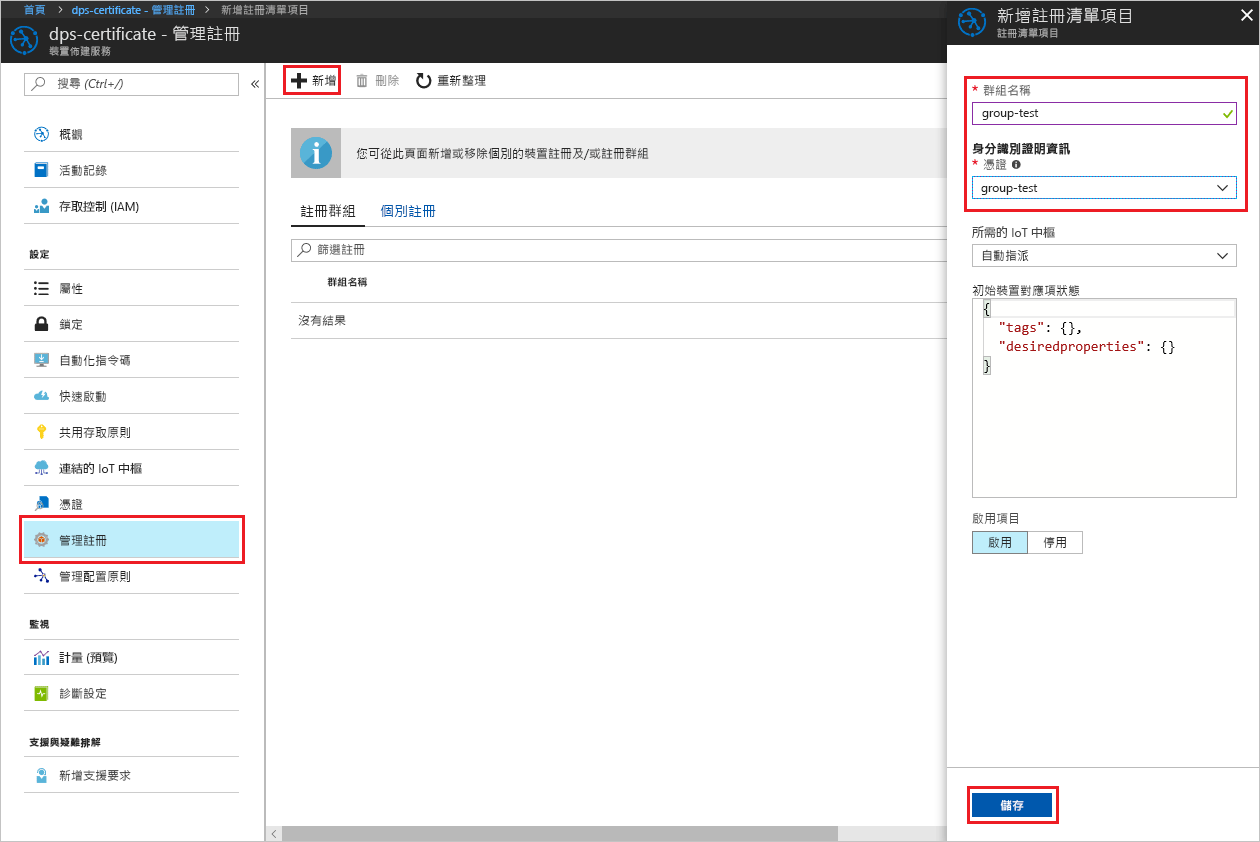 首頁 > dps-certificate - 管理註冊 > 新增註冊清單項目
dps-certificate - 管理註冊
裝置佈建服務
搜尋 (Ctrl+/)
概觀
活動記錄
存取控制 (IAM)
設定
屬性
鎖定
自動化指令碼
快速啟動
共用存取原則
連結的 IoT 中樞
憑證
管理註冊
管理配置原則
監視
計量 (預覽)
診斷設定
支援與疑難排解
新增支援要求
新增
刪除
重新整理
您可從此頁面新增或移除個別的裝置註冊及/或註冊群組
註冊群組
個別註冊
篩選註冊
群組名稱
沒有結果
新增註冊清單項目
註冊清單項目
* 群組名稱
group-test
身分識別證明資訊
* 憑證
group-test
所需的 IoT 中樞
自動指派
初始裝置對應項狀態
{
"tags": {},
"desiredproperties": {}
}
啟用項目
啟用
停用
儲存